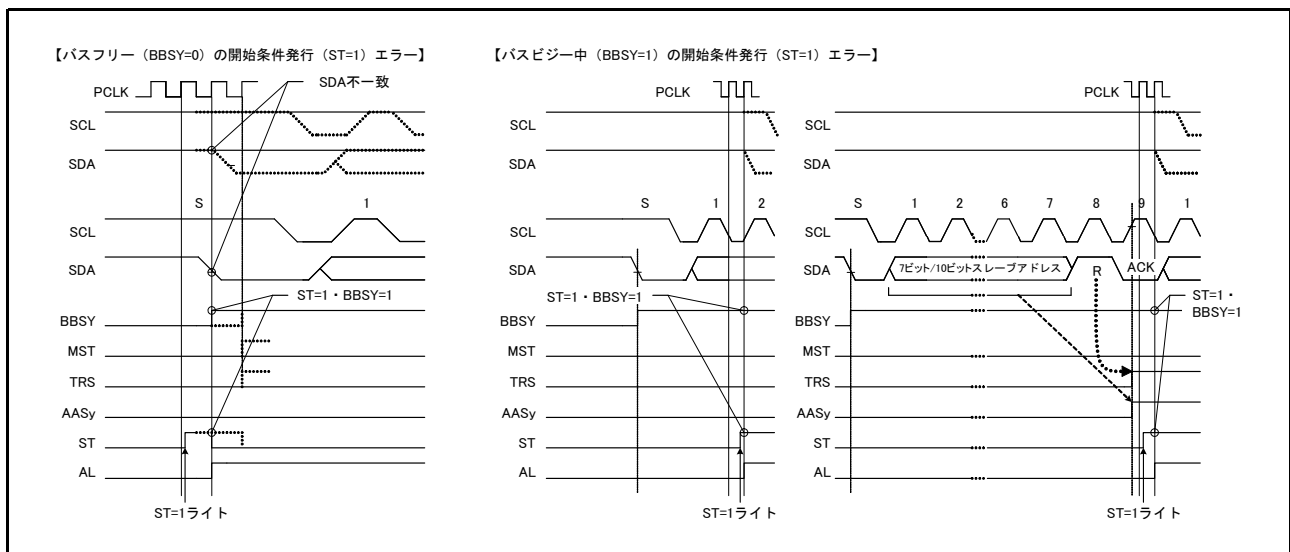 【バスフリー（BBSY=0）の開始条件発行（ST=1）エラー】
PCLK
SDA不一致
SCL
SDA
S 1
SCL
SDA
ST=1・BBSY=1
BBSY
MST
TRS
AASy
ST
AL
ST=1ライト
【バスビジー中（BBSY=1）の開始条件発行（ST=1）エラー】
PCLK
SCL
SDA
S 1 2
SCL
SDA
ST=1・BBSY=1
BBSY
MST
TRS
AASy
ST
AL
ST=1ライト
PCLK
SCL
SDA
S 1 2 6 7 8 9 1
SCL
SDA
7ビット/10ビットスレーブアドレス
R
ACK
ST=1・
BBSY=1
BBSY
MST
TRS
AASy
ST
AL
ST=1ライト